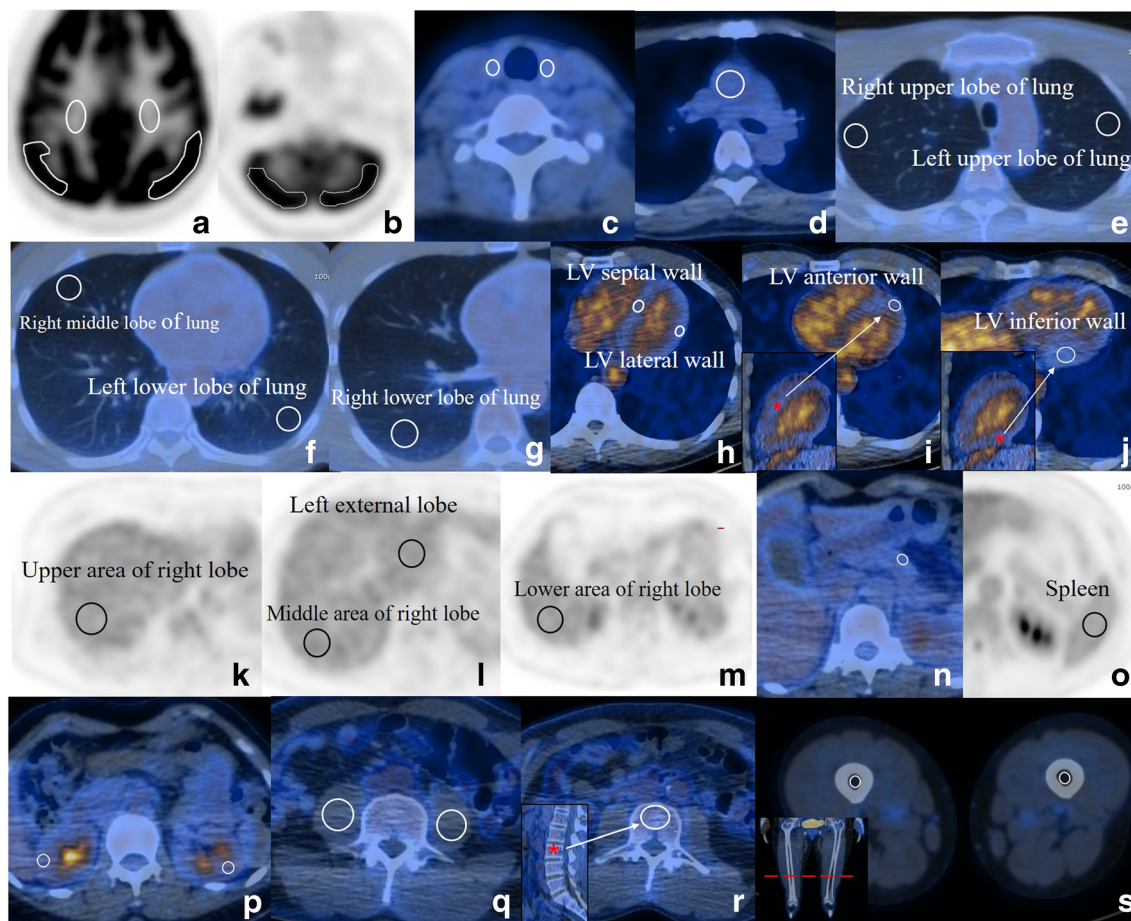 a
b
c
d
Right upper lobe of lung
Left upper lobe of lung
e
100
Right middle lobe of lung
Left lower lobe of lung
f
Right lower lobe of lung
g
LV septal wall
LV lateral wall
h
LV anterior wall
*
i
LV inferior wall
*
j
Upper area of right lobe
k
Left external lobe
Middle area of right lobe
l
Lower area of right lobe
m
n
100
Spleen
o
p
q
*
r
s